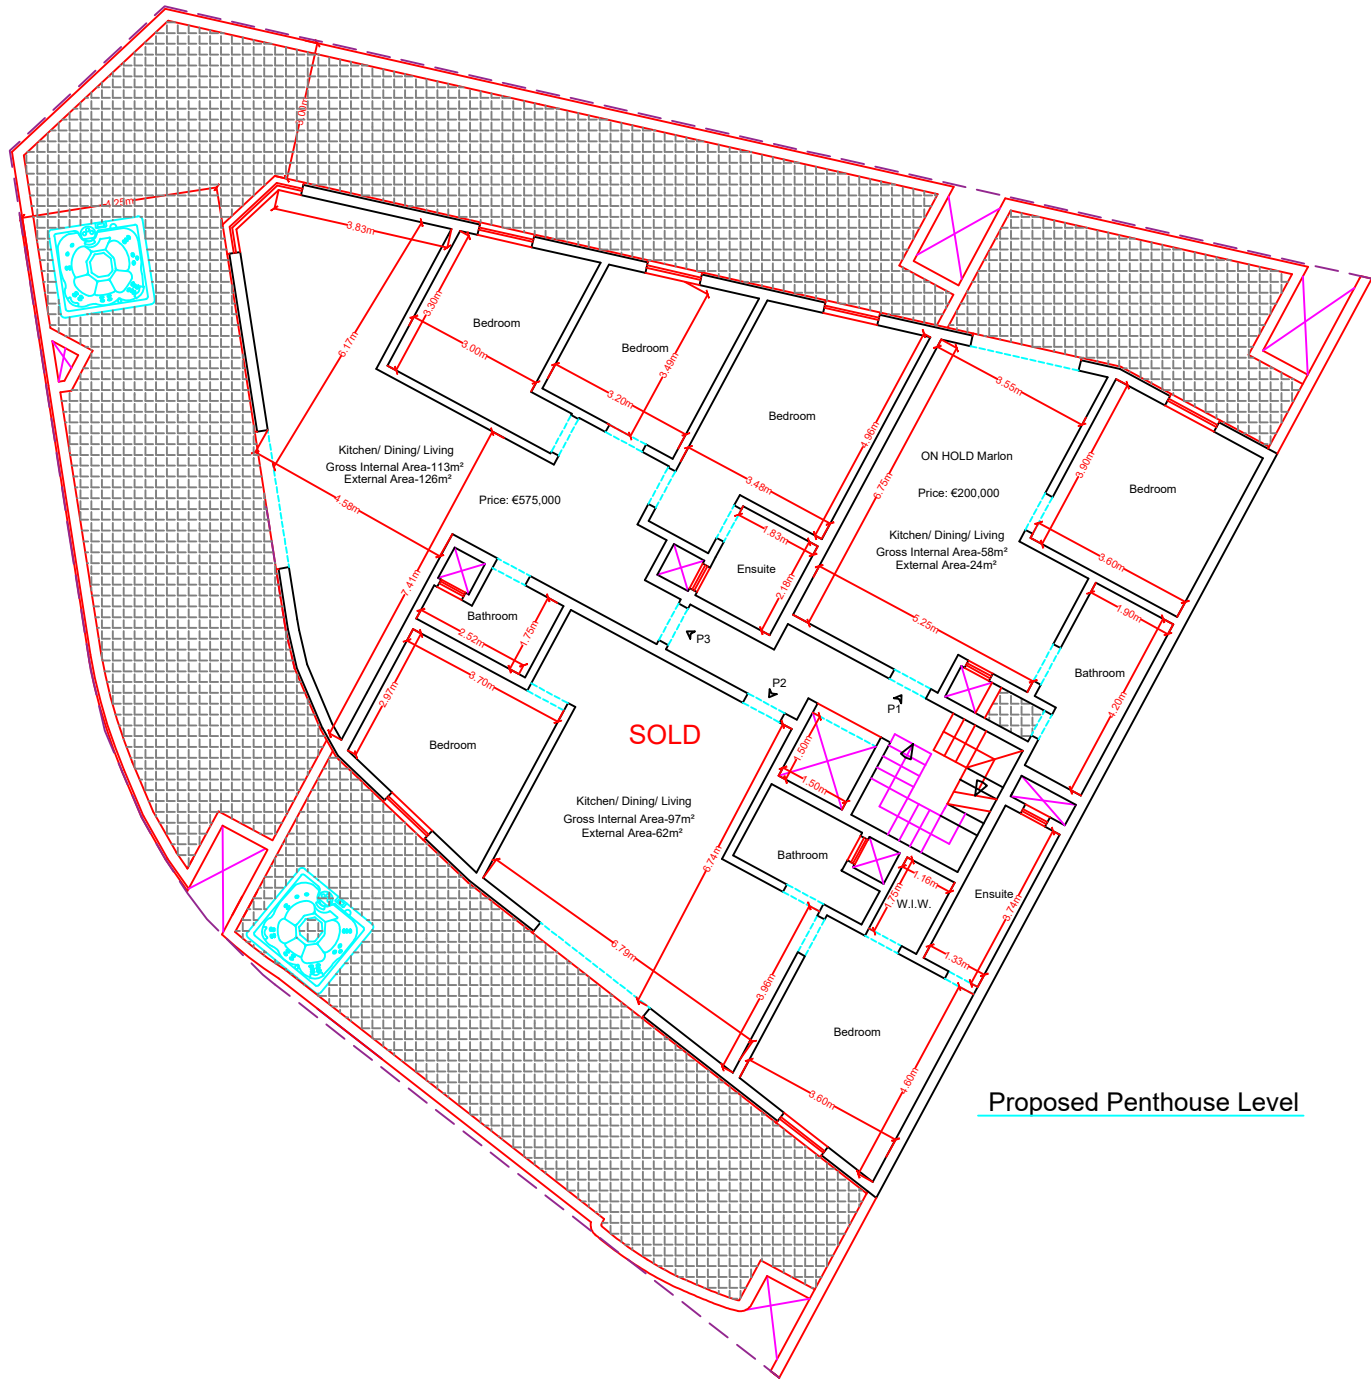 3.00m
4.25m
3.83m
6.17m
3.30m
3.00m
Bedroom
Bedroom
3.49m
3.20m
Bedroom
4.96m
3.48m
3.55m
ON HOLD Marlon
Price: €200,000
6.75m
Kitchen/ Dining/ Living
Gross Internal Area-58m²
External Area-24m²
3.90m
Bedroom
3.60m
Kitchen/ Dining/ Living
Gross Internal Area-113m²
External Area-126m²
Price: €575,000
4.58m
7.41m
1.83m
Ensuite
2.18m
5.25m
1.90m
Bathroom
4.20m
Bathroom
2.52m
1.75m
P3
P2
P1
3.70m
2.97m
Bedroom
SOLD
1.50m
1.50m
Kitchen/ Dining/ Living
Gross Internal Area-97m²
External Area-62m²
6.74m
Bathroom
1.16m
1.75m
W.I.W.
Ensuite
3.74m
1.33m
6.79m
3.96m
Bedroom
4.60m
3.60m
Proposed Penthouse Level